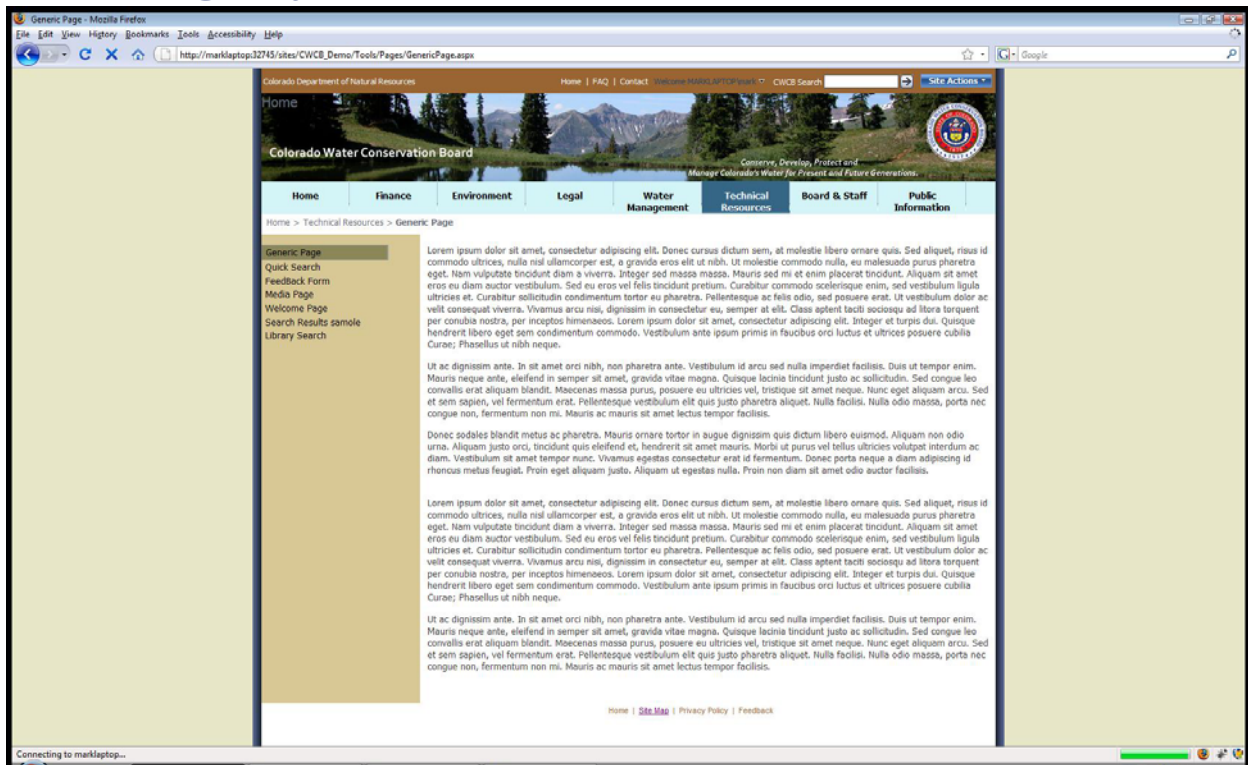 Generic Page - Mozilla Firefox
File Edit View History Bookmarks Tools Accessibility Help
http://marklaptop:32745/sites/CWCB_Demo/Tools/Pages/GenericPage.aspx
Google
Colorado Department of Natural Resources Home | FAQ | Contact Welcome MARKLAPTOP\mark CWCB Search Site Actions
Home
Colorado Water Conservation Board
Conserve, Develop, Protect and
Manage Colorado's Water for Present and Future Generations.
Home Finance Environment Legal Water Management Technical Resources Board & Staff Public Information
Home > Technical Resources > Generic Page
Generic Page
Quick Search
FeedBack Form
Media Page
Welcome Page
Search Results samole
Library Search
Lorem ipsum dolor sit amet, consectetur adipiscing elit. Donec cursus dictum sem, at molestie libero ornare quis. Sed aliquet, risus id
commodo ultrices, nulla nisl ullamcorper est, a gravida eros elit ut nibh. Ut molestie commodo nulla, eu malesuada purus pharetra
eget. Nam vulputate tincidunt diam a viverra. Integer sed massa massa. Mauris sed mi et enim placerat tincidunt. Aliquam sit amet
eros eu diam auctor vestibulum. Sed eu eros vel felis tincidunt pretium. Curabitur commodo scelerisque enim, sed vestibulum ligula
ultricies et. Curabitur sollicitudin condimentum tortor eu pharetra. Pellentesque ac felis odio, sed posuere erat. Ut vestibulum dolor ac
velit consequat viverra. Vivamus arcu nisi, dignissim in consectetur eu, semper at elit. Class aptent taciti sociosqu ad litora torquent
per conubia nostra, per inceptos himenaeos. Lorem ipsum dolor sit amet, consectetur adipiscing elit. Integer et turpis dui. Quisque
hendrerit libero eget sem condimentum commodo. Vestibulum ante ipsum primis in faucibus orci luctus et ultrices posuere cubilia
Curae; Phasellus ut nibh neque.
Ut ac dignissim ante. In sit amet orci nibh, non pharetra ante. Vestibulum id arcu sed nulla imperdiet facilisis. Duis ut tempor enim.
Mauris neque ante, eleifend in semper sit amet, gravida vitae magna. Quisque lacinia tincidunt justo ac sollicitudin. Sed congue leo
convallis erat aliquam blandit. Maecenas massa purus, posuere eu ultricies vel, tristique sit amet neque. Nunc eget aliquam arcu. Sed
et sem sapien, vel fermentum erat. Pellentesque vestibulum elit quis justo pharetra aliquet. Nulla facilisi. Nulla odio massa, porta nec
congue non, fermentum non mi. Mauris ac mauris sit amet lectus tempor facilisis.
Donec sodales blandit metus ac pharetra. Mauris ornare tortor in augue dignissim quis dictum libero euismod. Aliquam non odio
urna. Aliquam justo orci, tincidunt quis eleifend et, hendrerit sit amet mauris. Morbi ut purus vel tellus ultricies volutpat interdum ac
diam. Vestibulum sit amet tempor nunc. Vivamus egestas consectetur erat id fermentum. Donec porta neque a diam adipiscing id
rhoncus metus feugiat. Proin eget aliquam justo. Aliquam ut egestas nulla. Proin non diam sit amet odio auctor facilisis.
Lorem ipsum dolor sit amet, consectetur adipiscing elit. Donec cursus dictum sem, at molestie libero ornare quis. Sed aliquet, risus id
commodo ultrices, nulla nisl ullamcorper est, a gravida eros elit ut nibh. Ut molestie commodo nulla, eu malesuada purus pharetra
eget. Nam vulputate tincidunt diam a viverra. Integer sed massa massa. Mauris sed mi et enim placerat tincidunt. Aliquam sit amet
eros eu diam auctor vestibulum. Sed eu eros vel felis tincidunt pretium. Curabitur commodo scelerisque enim, sed vestibulum ligula
ultricies et. Curabitur sollicitudin condimentum tortor eu pharetra. Pellentesque ac felis odio, sed posuere erat. Ut vestibulum dolor ac
velit consequat viverra. Vivamus arcu nisi, dignissim in consectetur eu, semper at elit. Class aptent taciti sociosqu ad litora torquent
per conubia nostra, per inceptos himenaeos. Lorem ipsum dolor sit amet, consectetur adipiscing elit. Integer et turpis dui. Quisque
hendrerit libero eget sem condimentum commodo. Vestibulum ante ipsum primis in faucibus orci luctus et ultrices posuere cubilia
Curae; Phasellus ut nibh neque.
Ut ac dignissim ante. In sit amet orci nibh, non pharetra ante. Vestibulum id arcu sed nulla imperdiet facilisis. Duis ut tempor enim.
Mauris neque ante, eleifend in semper sit amet, gravida vitae magna. Quisque lacinia tincidunt justo ac sollicitudin. Sed congue leo
convallis erat aliquam blandit. Maecenas massa purus, posuere eu ultricies vel, tristique sit amet neque. Nunc eget aliquam arcu. Sed
et sem sapien, vel fermentum erat. Pellentesque vestibulum elit quis justo pharetra aliquet. Nulla facilisi. Nulla odio massa, porta nec
congue non, fermentum non mi. Mauris ac mauris sit amet lectus tempor facilisis.
Home | Site Map | Privacy Policy | Feedback
Connecting to marklaptop...